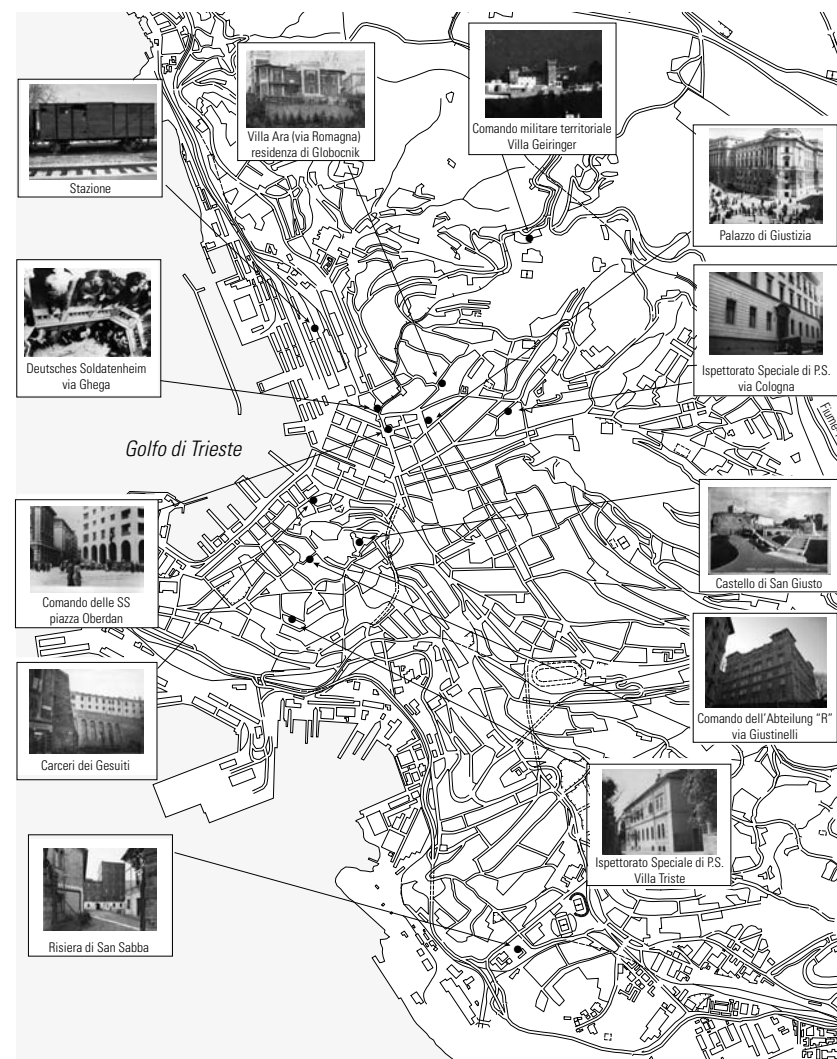 Villa Ara (via Romagna)
residenza di Globocnik
Comando militare territoriale
Villa Geiringer
Stazione
Palazzo di Giustizia
Deutsches Soldatenheim
via Ghega
Ispettorato Speciale di P.S.
via Cologna
Fiume
Golfo di Trieste
Castello di San Giusto
Comando delle SS
piazza Oberdan
Comando dell'Abteilung "R"
via Giustinelli
Carceri dei Gesuiti
Ispettorato Speciale di P.S.
Villa Triste
Risiera di San Sabba